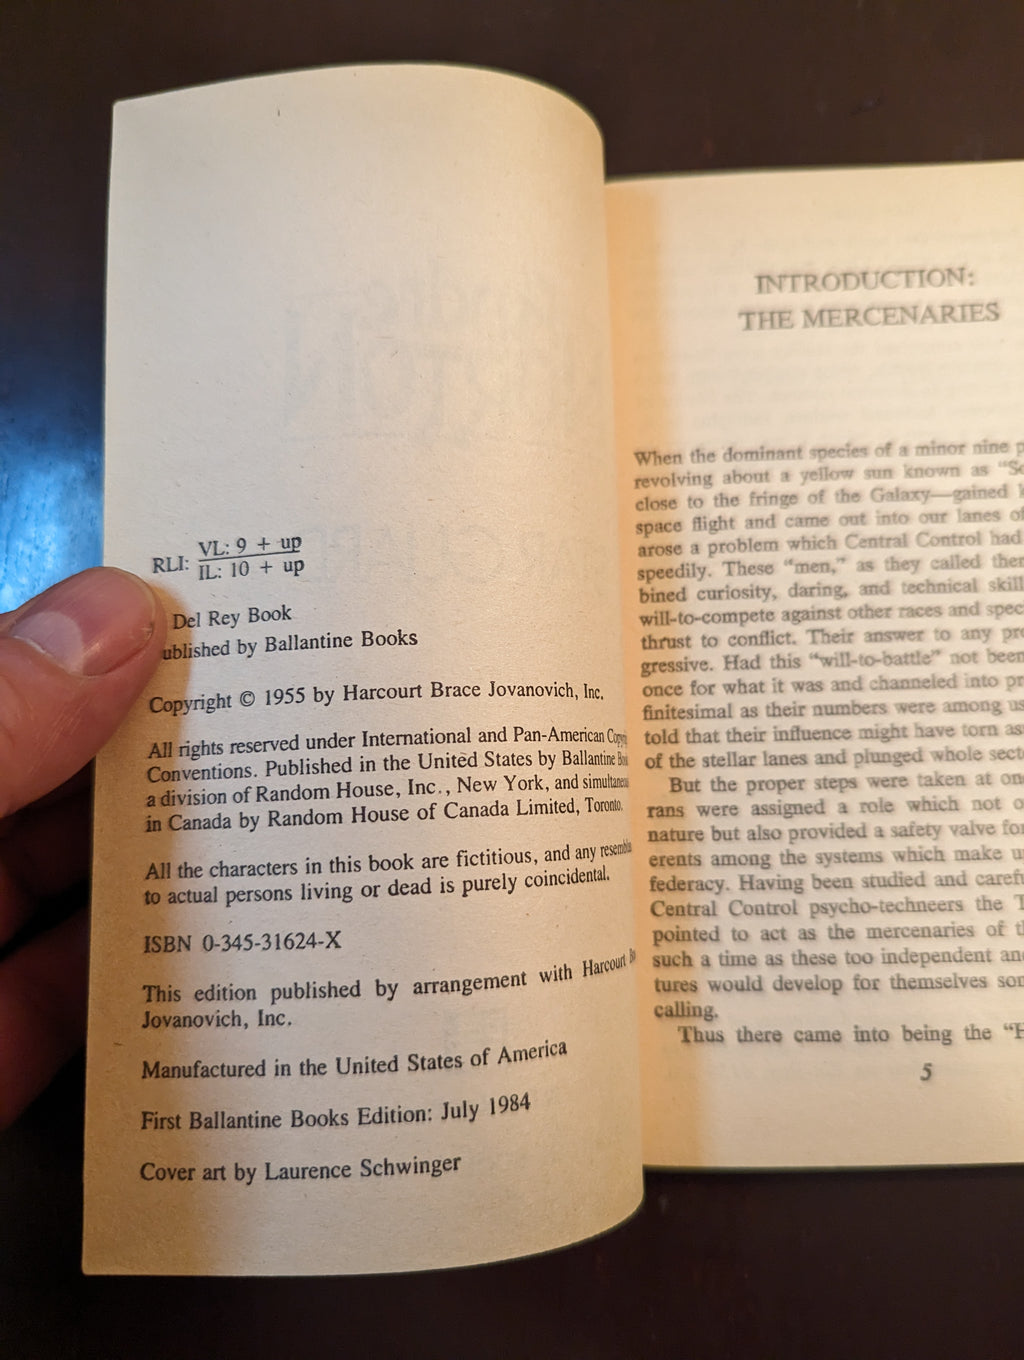 RLI: VL: 9 + up
IL: 10 + up
Del Rey Book
ublished by Ballantine Books
Copyright © 1955 by Harcourt Brace Jovanovich, Inc.
All rights reserved under International and Pan-American
Conventions. Published in the United States by Ballantine
a division of Random House, Inc., New York, and
in Canada by Random House of Canada Limited, Toronto.
All the characters in this book are fictitious, and any
to actual persons living or dead is purely coincidental.
ISBN 0-345-31624-X
This edition published by arrangement with Harcourt
Jovanovich, Inc.
Manufactured in the United States of America
First Ballantine Books Edition: July 1984
Cover art by Laurence Schwinger
INTRODUCTION:
THE MERCENARIES
When the dominant species of a minor nine p
revolving about a yellow sun known as "So
close to the fringe of the Galaxy—gained
space flight and came out into our lanes of
arose a problem which Central Control had
speedily. These "men," as they called them
bined curiosity, daring, and technical skill
will-to-compete against other races and speci
thrust to conflict. Their answer to any pro
gressive. Had this "will-to-battle" not been
once for what it was and channeled into pr
finitesimal as their numbers were among us
told that their influence might have torn as
of the stellar lanes and plunged whole sect
But the proper steps were taken at on
rans were assigned a role which not o
nature but also provided a safety valve for
erents among the systems which make u
federacy. Having been studied and carefu
Central Control psycho-techneers the T
pointed to act as the mercenaries of t
such a time as these too independent an
tures would develop for themselves so
calling.
Thus there came into being the "H
5